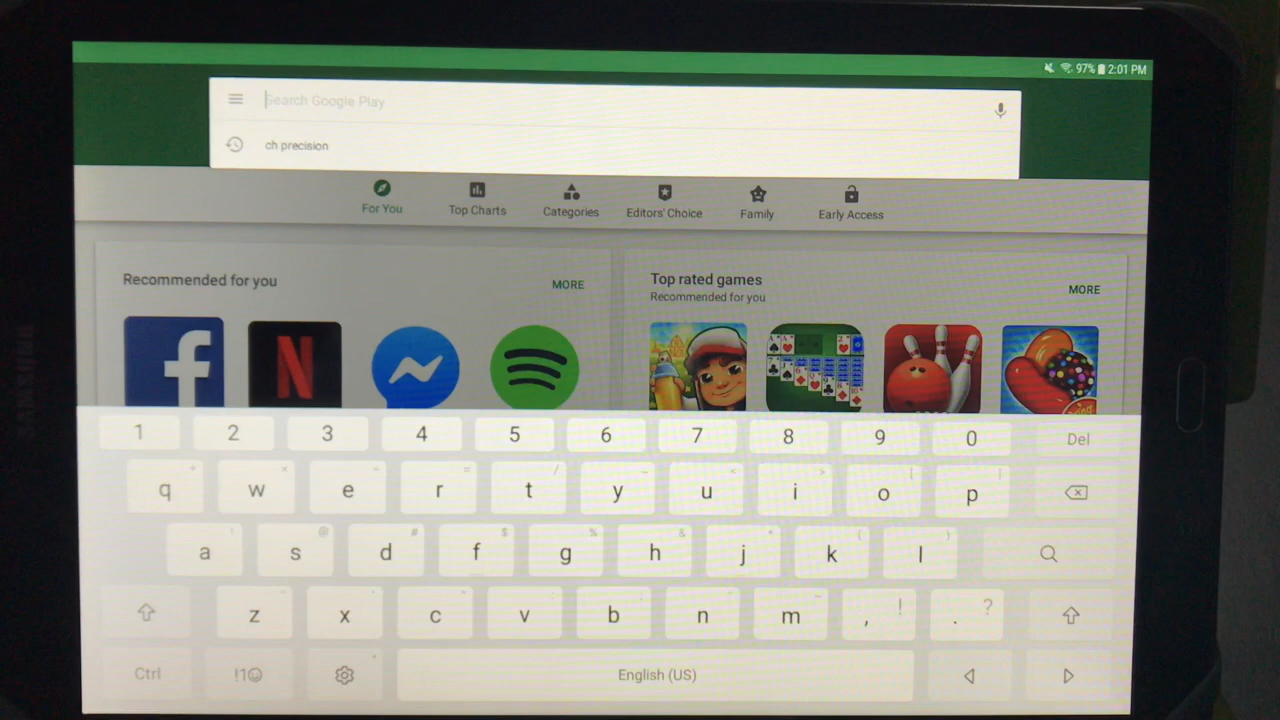 97% 2:01 PM
Search Google Play
ch precision
For You Top Charts Categories Editors' Choice Family Early Access
Recommended for you MORE
Top rated games MORE
Recommended for you
SAMSUNG
1 2 3 4 5 6 7 8 9 0 Del
q w e r t y u i o p
a s d f g h j k l
z x c v b n m , ! . ?
Ctrl !1☺ English (US)